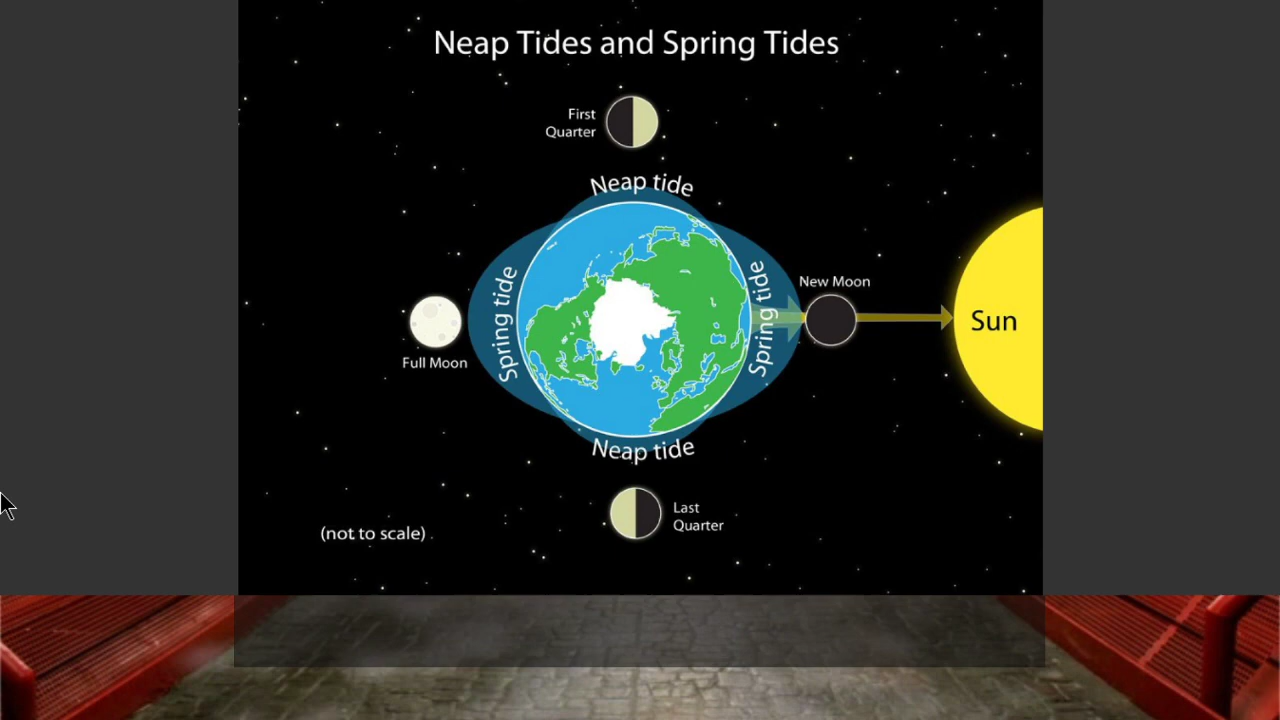 Neap Tides and Spring Tides
First
Quarter
Neap tide
Spring tide
Spring tide
New Moon
Sun
Full Moon
Neap tide
Last
Quarter
(not to scale)